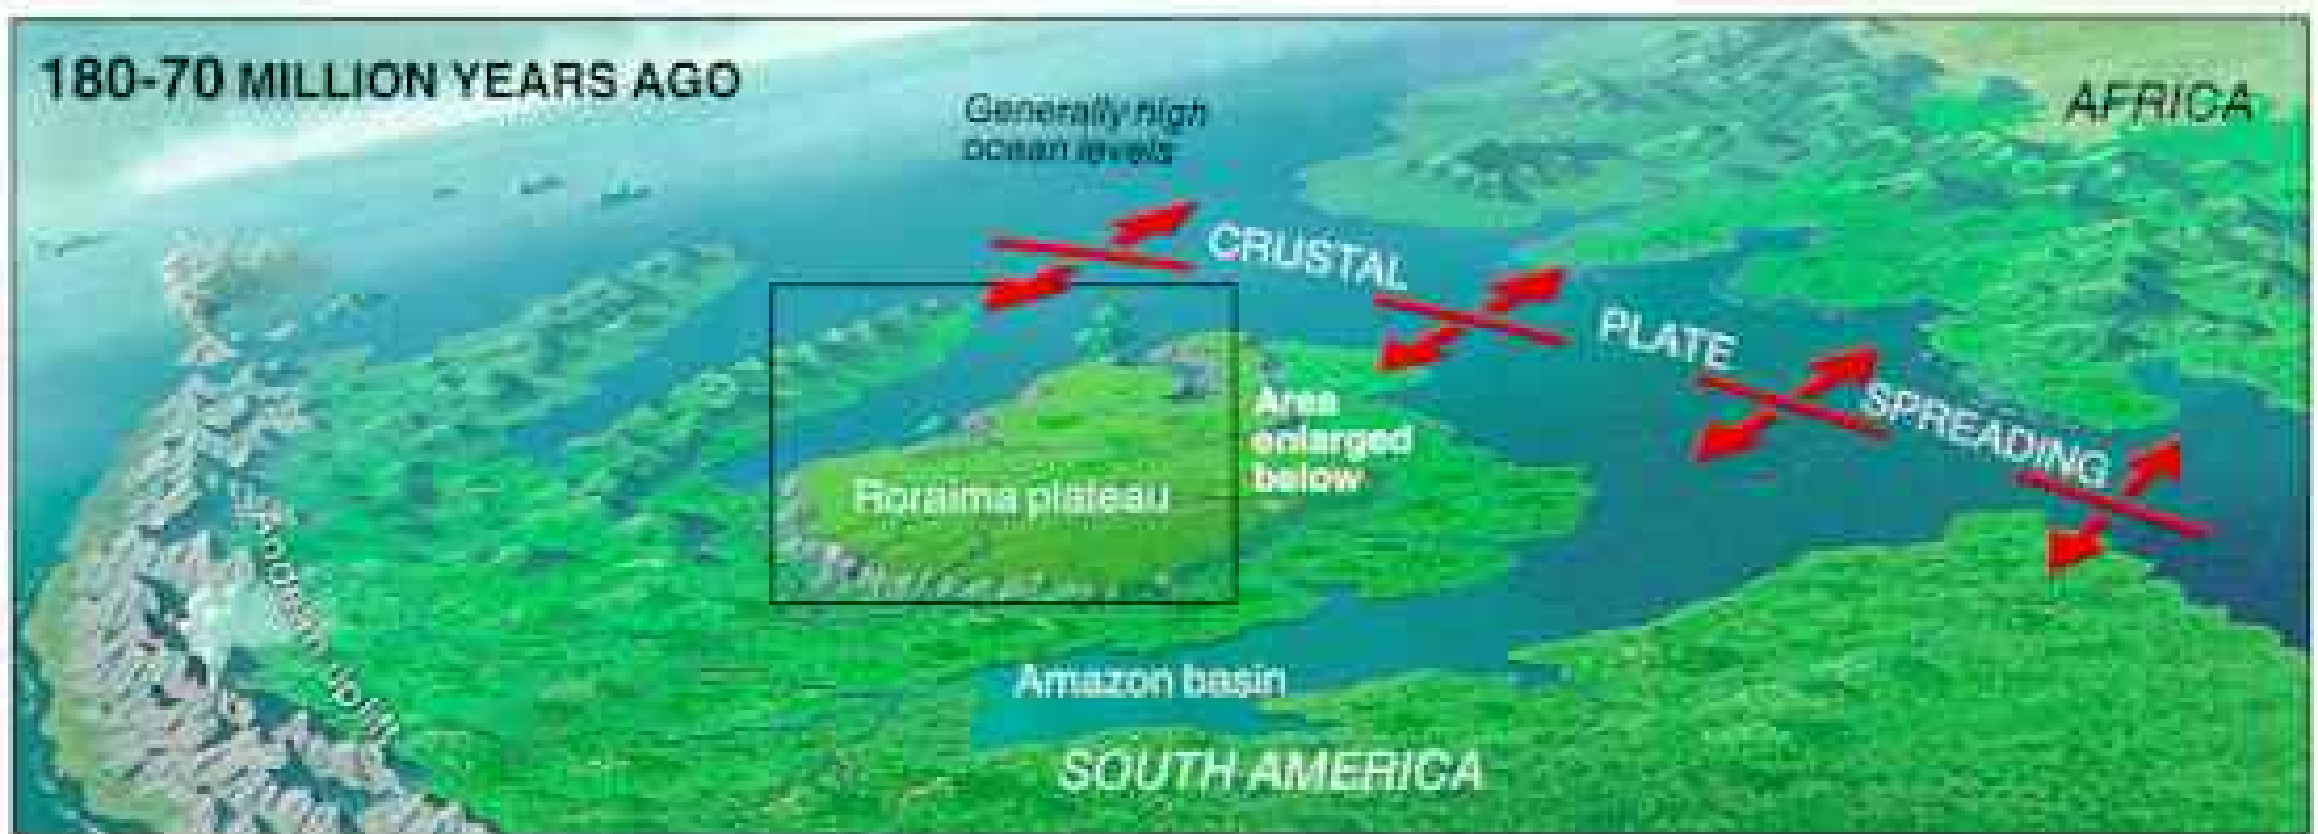 180-70 MILLION YEARS AGO
Generally high
ocean levels
AFRICA
CRUSTAL
PLATE
SPREADING
Area
enlarged
below
Roraima plateau
Amazon basin
SOUTH AMERICA